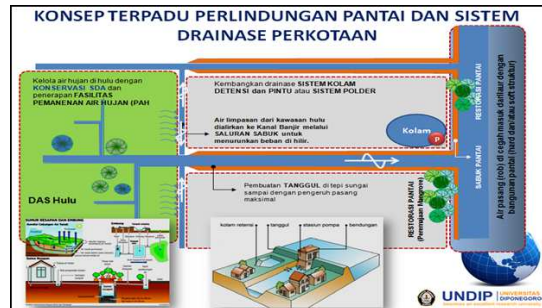 KONSEP TERPADU PERLINDUNGAN PANTAI DAN SISTEM
DRAINASE PERKOTAAN
Kelola air hujan di hulu dengan
KONSERVASI SDA dan
penerapan FASILITAS
PEMANENAN AIR HUJAN (PAH
Kembangkan drainase SISTEM KOLAM
DETENSI dan PINTU atau SISTEM POLDER
Air limpasan dari kawasan hulu
dialirkan ke Kanal Banjir melalui
SALURAN SABUK untuk
menurunkan beban di hilir.
Kolam
P
DAS Hulu
Pembuatan TANGGUL di tepi sungai
sampai dengan pengaruh pasang
maksimal
RESTORASI PANTAI
SABUK PANTAI
RESTORASI PANTAI
(Peremajaan Mangrove)
Air pasang (rob) di cegah masuk daratlaur dengan
bangunan pantai (hard dan/atau soft struktur)
kolam retensi
tanggul
stasiun pompa
bendungan
UNDIP
UNIVERSITAS
DIPONEGORO